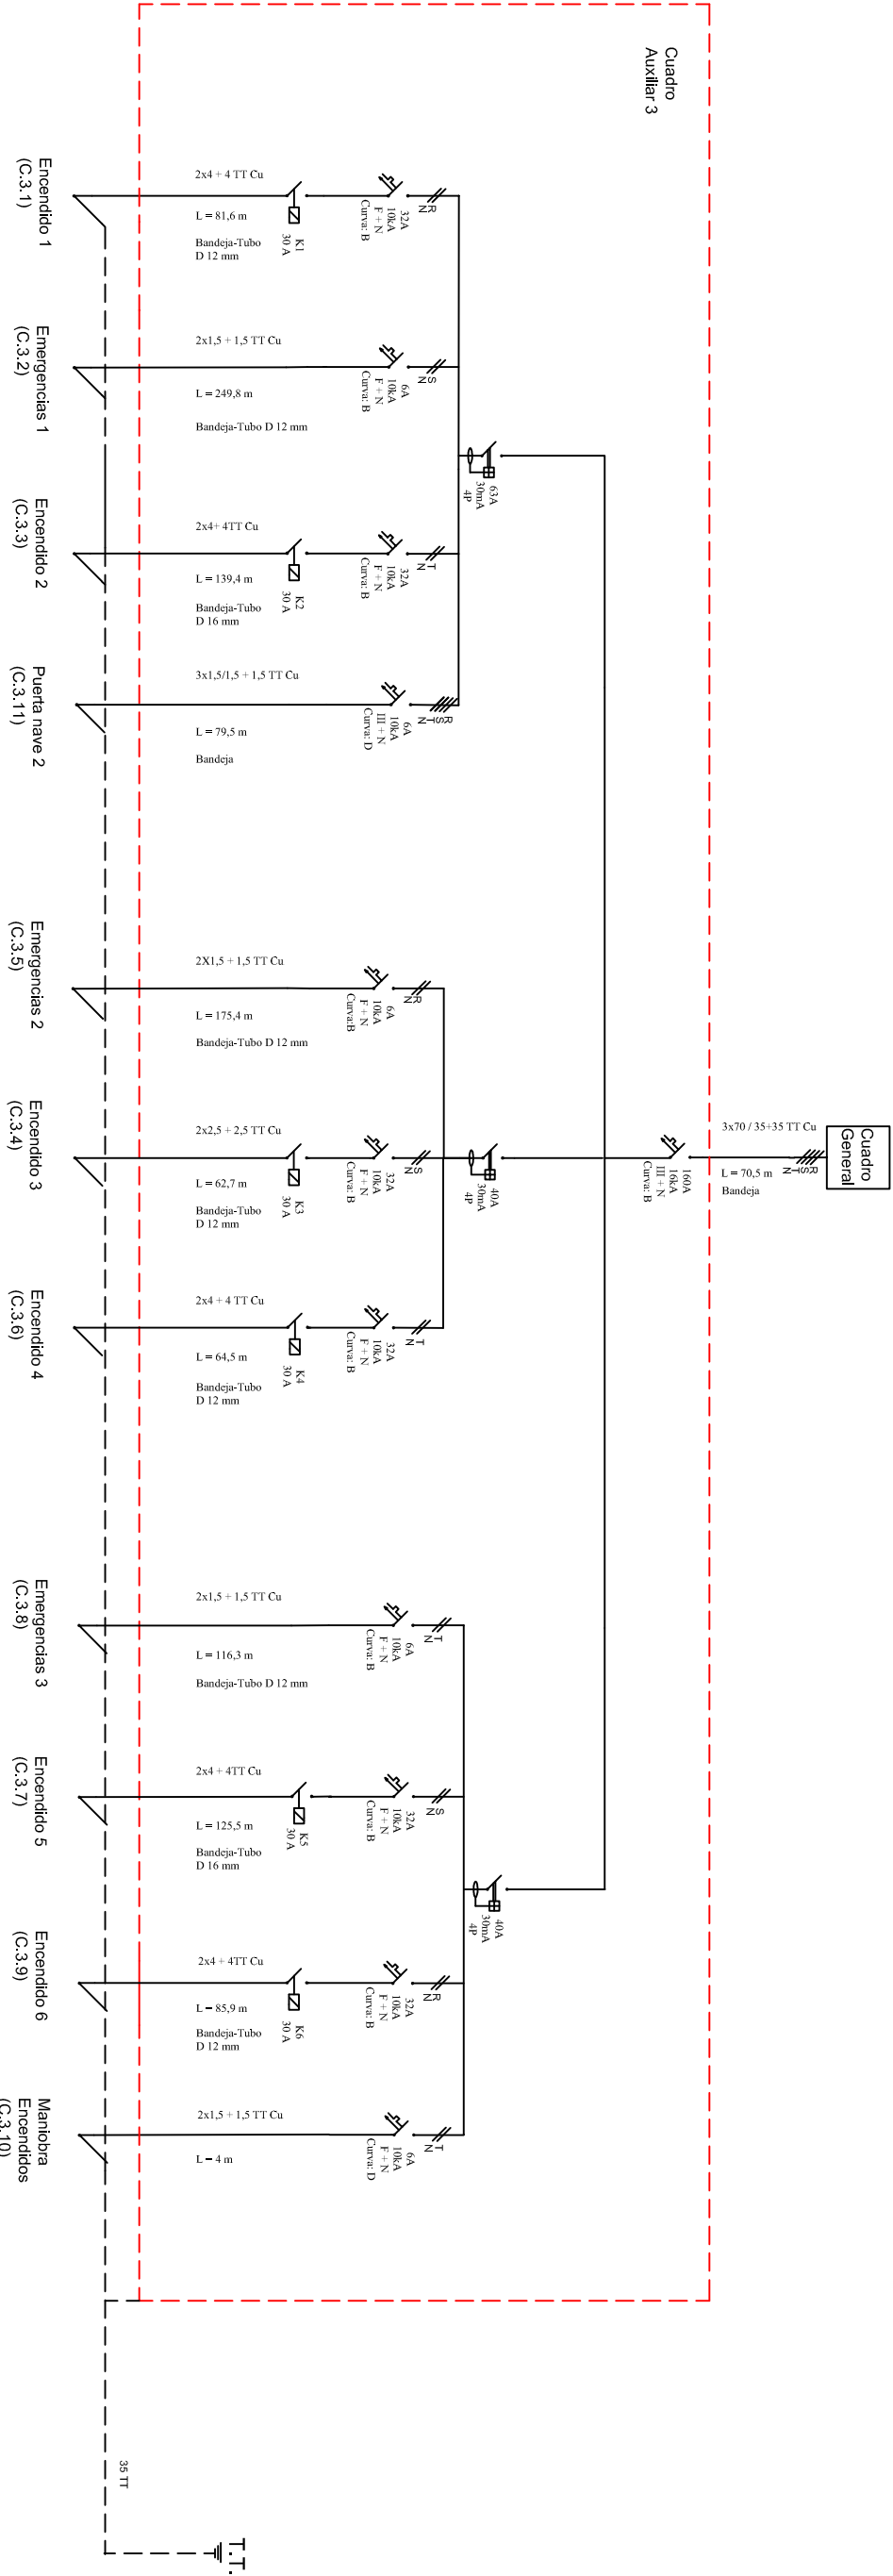 Cuadro
General
3x70 / 35+35 TT Cu
L = 70,5 m
Bandeja
R
S
T
N
160A
16kA
III + N
Curva: B
Cuadro
Auxiliar 3
63A
30mA
4P
40A
30mA
4P
40A
30mA
4P
R
N
32A
10kA
F + N
Curva: B
K1
30 A
2x4 + 4 TT Cu
L = 81,6 m
Bandeja-Tubo
D 12 mm
Encendido 1
(C.3.1)
S
N
6A
10kA
F + N
Curva: B
2x1,5 + 1,5 TT Cu
L = 249,8 m
Bandeja-Tubo D 12 mm
Emergencias 1
(C.3.2)
T
N
32A
10kA
F + N
Curva: B
K2
30 A
2x4+ 4TT Cu
L = 139,4 m
Bandeja-Tubo
D 16 mm
Encendido 2
(C.3.3)
R
S
T
N
6A
10kA
III + N
Curva: D
3x1,5/1,5 + 1,5 TT Cu
L = 79,5 m
Bandeja
Puerta nave 2
(C.3.11)
R
N
6A
10kA
F + N
Curva:B
2X1,5 + 1,5 TT Cu
L = 175,4 m
Bandeja-Tubo D 12 mm
Emergencias 2
(C.3.5)
S
N
32A
10kA
F + N
Curva: B
K3
30 A
2x2,5 + 2,5 TT Cu
L = 62,7 m
Bandeja-Tubo
D 12 mm
Encendido 3
(C.3.4)
T
N
32A
10kA
F + N
Curva: B
K4
30 A
2x4 + 4 TT Cu
L = 64,5 m
Bandeja-Tubo
D 12 mm
Encendido 4
(C.3.6)
T
N
6A
10kA
F + N
Curva: B
2x1,5 + 1,5 TT Cu
L = 116,3 m
Bandeja-Tubo D 12 mm
Emergencias 3
(C.3.8)
S
N
32A
10kA
F + N
Curva: B
K5
30 A
2x4 + 4TT Cu
L = 125,5 m
Bandeja-Tubo
D 16 mm
Encendido 5
(C.3.7)
R
N
32A
10kA
F + N
Curva: B
K6
30 A
2x4 + 4TT Cu
L = 85,9 m
Bandeja-Tubo
D 12 mm
Encendido 6
(C.3.9)
T
N
6A
10kA
F + N
Curva: D
2x1,5 + 1,5 TT Cu
L = 4 m
Maniobra
Encendidos
(C.3.10)
35 TT
T.T.